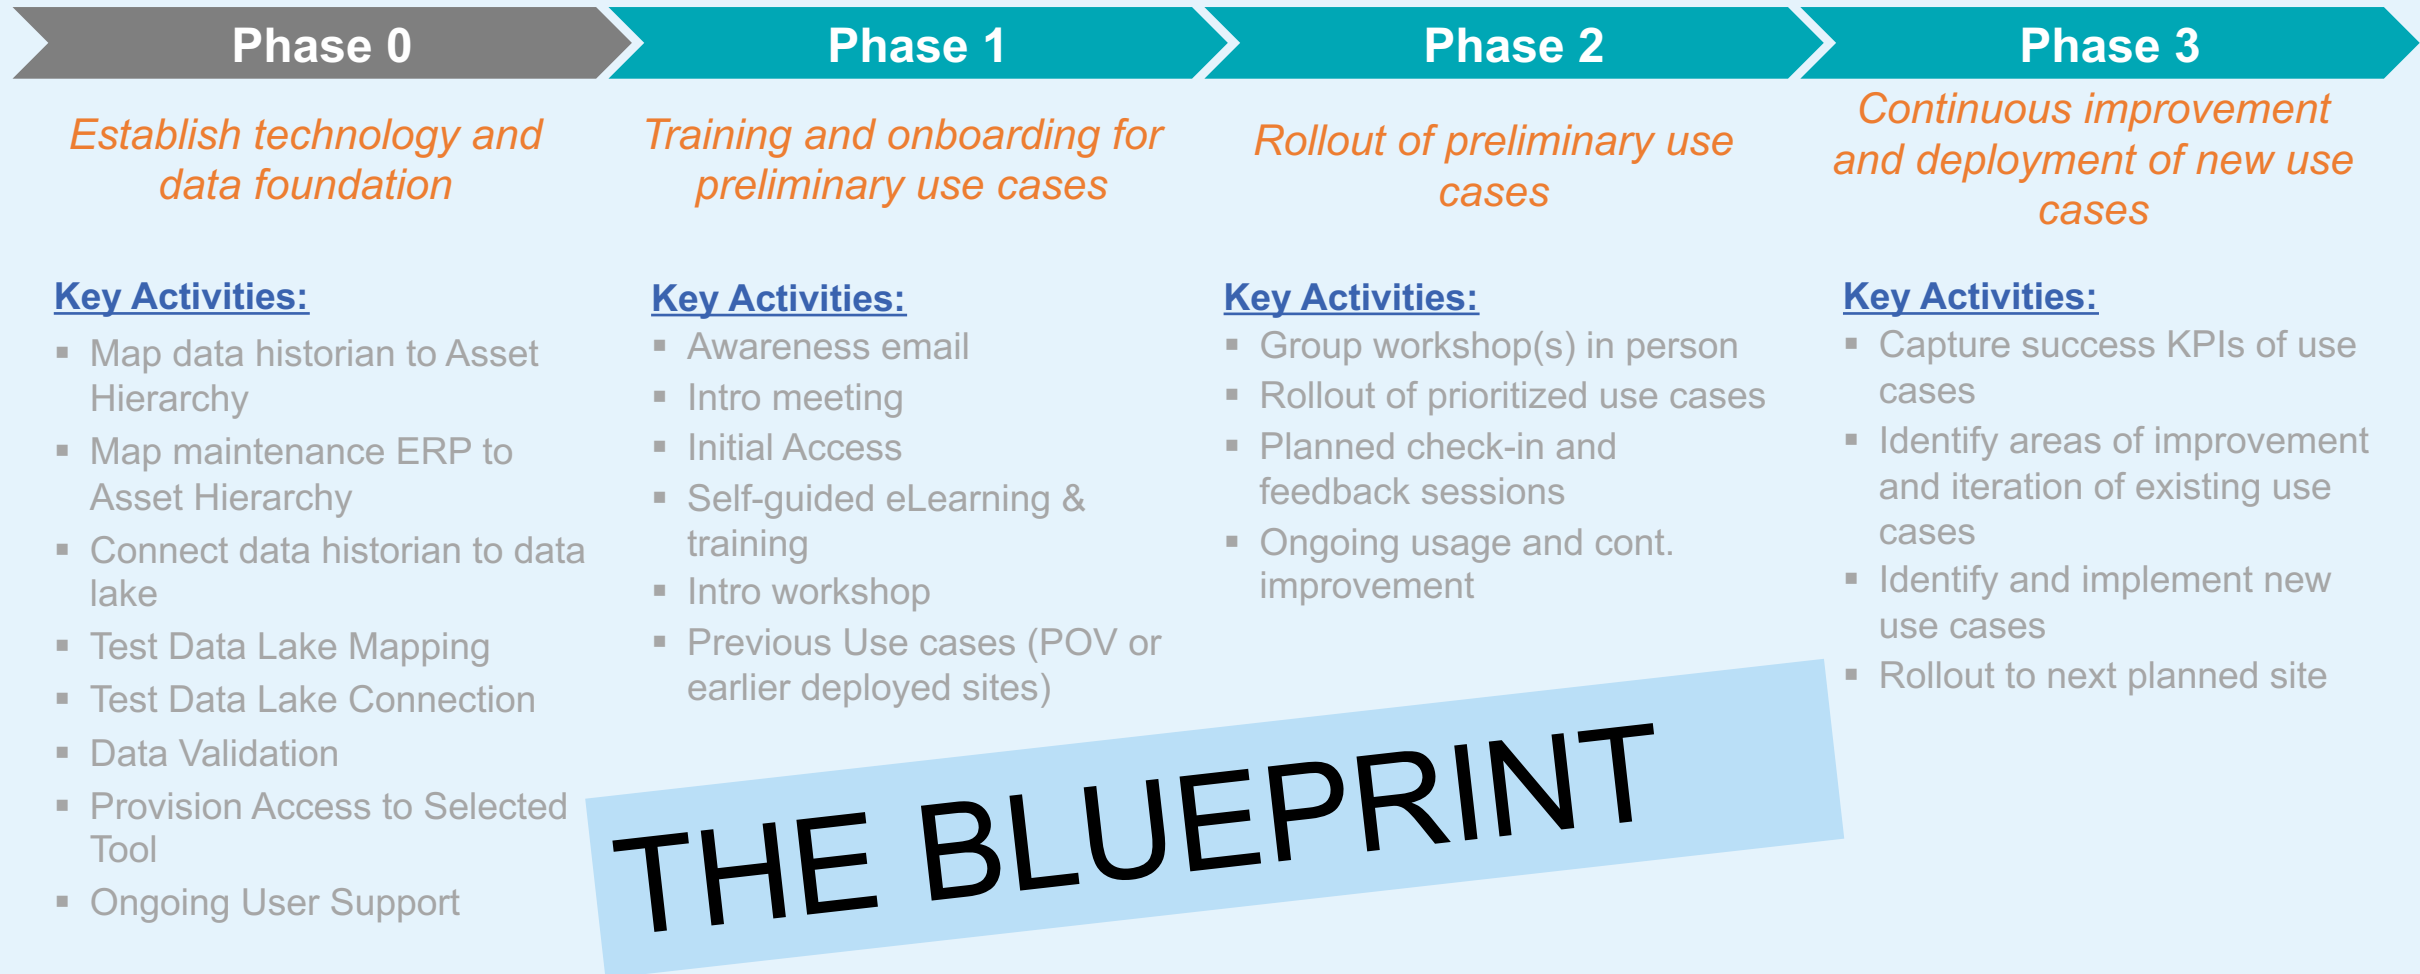 Phase 0
Establish technology and
data foundation
Key Activities:
▪ Map data historian to Asset
Hierarchy
▪ Map maintenance ERP to
Asset Hierarchy
▪ Connect data historian to data
lake
▪ Test Data Lake Mapping
▪ Test Data Lake Connection
▪ Data Validation
▪ Provision Access to Selected
Tool
▪ Ongoing User Support
Phase 1
Training and onboarding for
preliminary use cases
Key Activities:
▪ Awareness email
▪ Intro meeting
▪ Initial Access
▪ Self-guided eLearning &
training
▪ Intro workshop
▪ Previous Use cases (POV or
earlier deployed sites)
Phase 2
Rollout of preliminary use
cases
Key Activities:
▪ Group workshop(s) in person
▪ Rollout of prioritized use cases
▪ Planned check-in and
feedback sessions
▪ Ongoing usage and cont.
improvement
Phase 3
Continuous improvement
and deployment of new use
cases
Key Activities:
▪ Capture success KPIs of use
cases
▪ Identify areas of improvement
and iteration of existing use
cases
▪ Identify and implement new
use cases
▪ Rollout to next planned site
THE BLUEPRINT